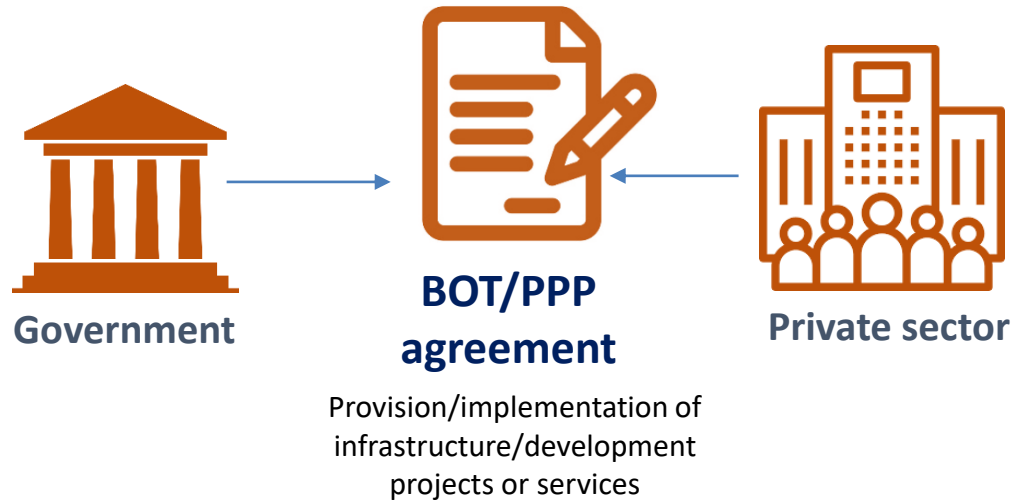 Government
BOT/PPP
agreement
Provision/implementation of
infrastructure/development
projects or services
Private sector